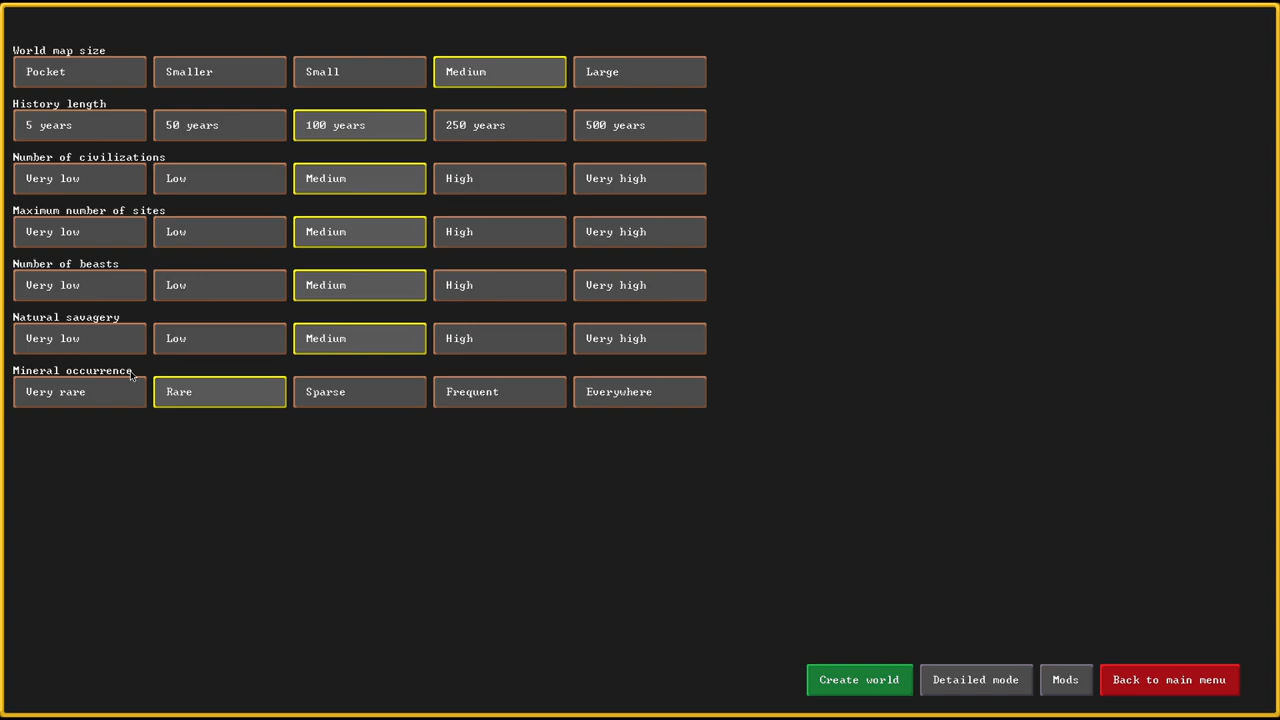 World map size
Pocket Smaller Small Medium Large
History length
5 years 50 years 100 years 250 years 500 years
Number of civilizations
Very low Low Medium High Very high
Maximum number of sites
Very low Low Medium High Very high
Number of beasts
Very low Low Medium High Very high
Natural savagery
Very low Low Medium High Very high
Mineral occurrence
Very rare Rare Sparse Frequent Everywhere
Create world Detailed mode Mods Back to main menu